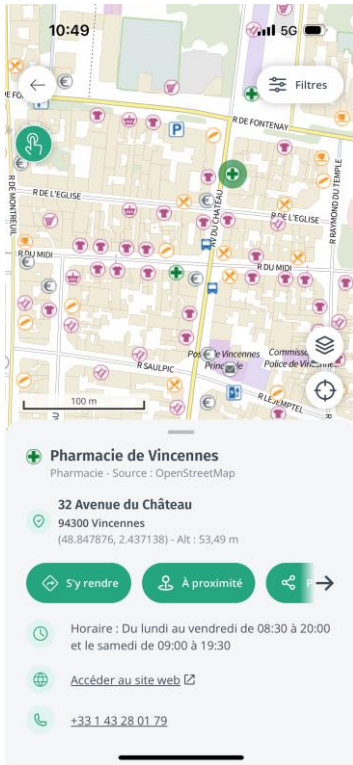 10:49
5G
Filtres
R DE FONTENAY
P
R DE MONTREUIL
R DE L'EGLISE
AV DU CHATEAU
R DE L'EGLISE
R RAYMOND DU TEMPLE
R DU MIDI
R DU MIDI
Poste de Vincennes
Principale
Commissariat
Police de Vincennes
R SAULPIC
R LEJEMPTEL
100 m
Pharmacie de Vincennes
Pharmacie - Source : OpenStreetMap
32 Avenue du Château
94300 Vincennes
(48.847876, 2.437138) - Alt : 53,49 m
S'y rendre
À proximité
Horaire : Du lundi au vendredi de 08:30 à 20:00
et le samedi de 09:00 à 19:30
Accéder au site web
+33 1 43 28 01 79